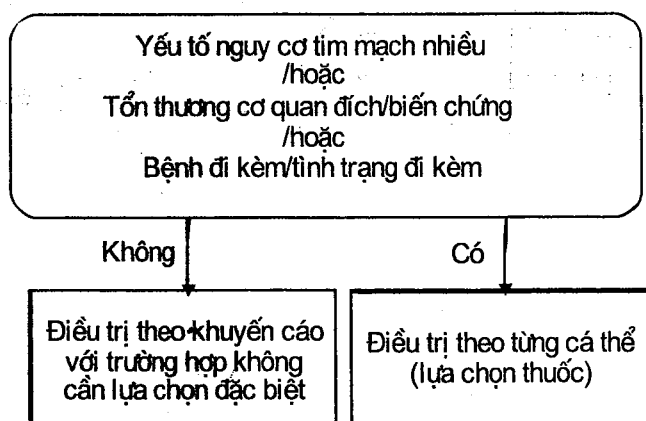 Yếu tố nguy cơ tim mạch nhiều
/hoặc
Tổn thương cơ quan đích/biến chứng
/hoặc
Bệnh đi kèm/tình trạng đi kèm
Không
Có
Điều trị theo khuyến cáo
với trường hợp không
cần lựa chọn đặc biệt
Điều trị theo từng cá thể
(lựa chọn thuốc)